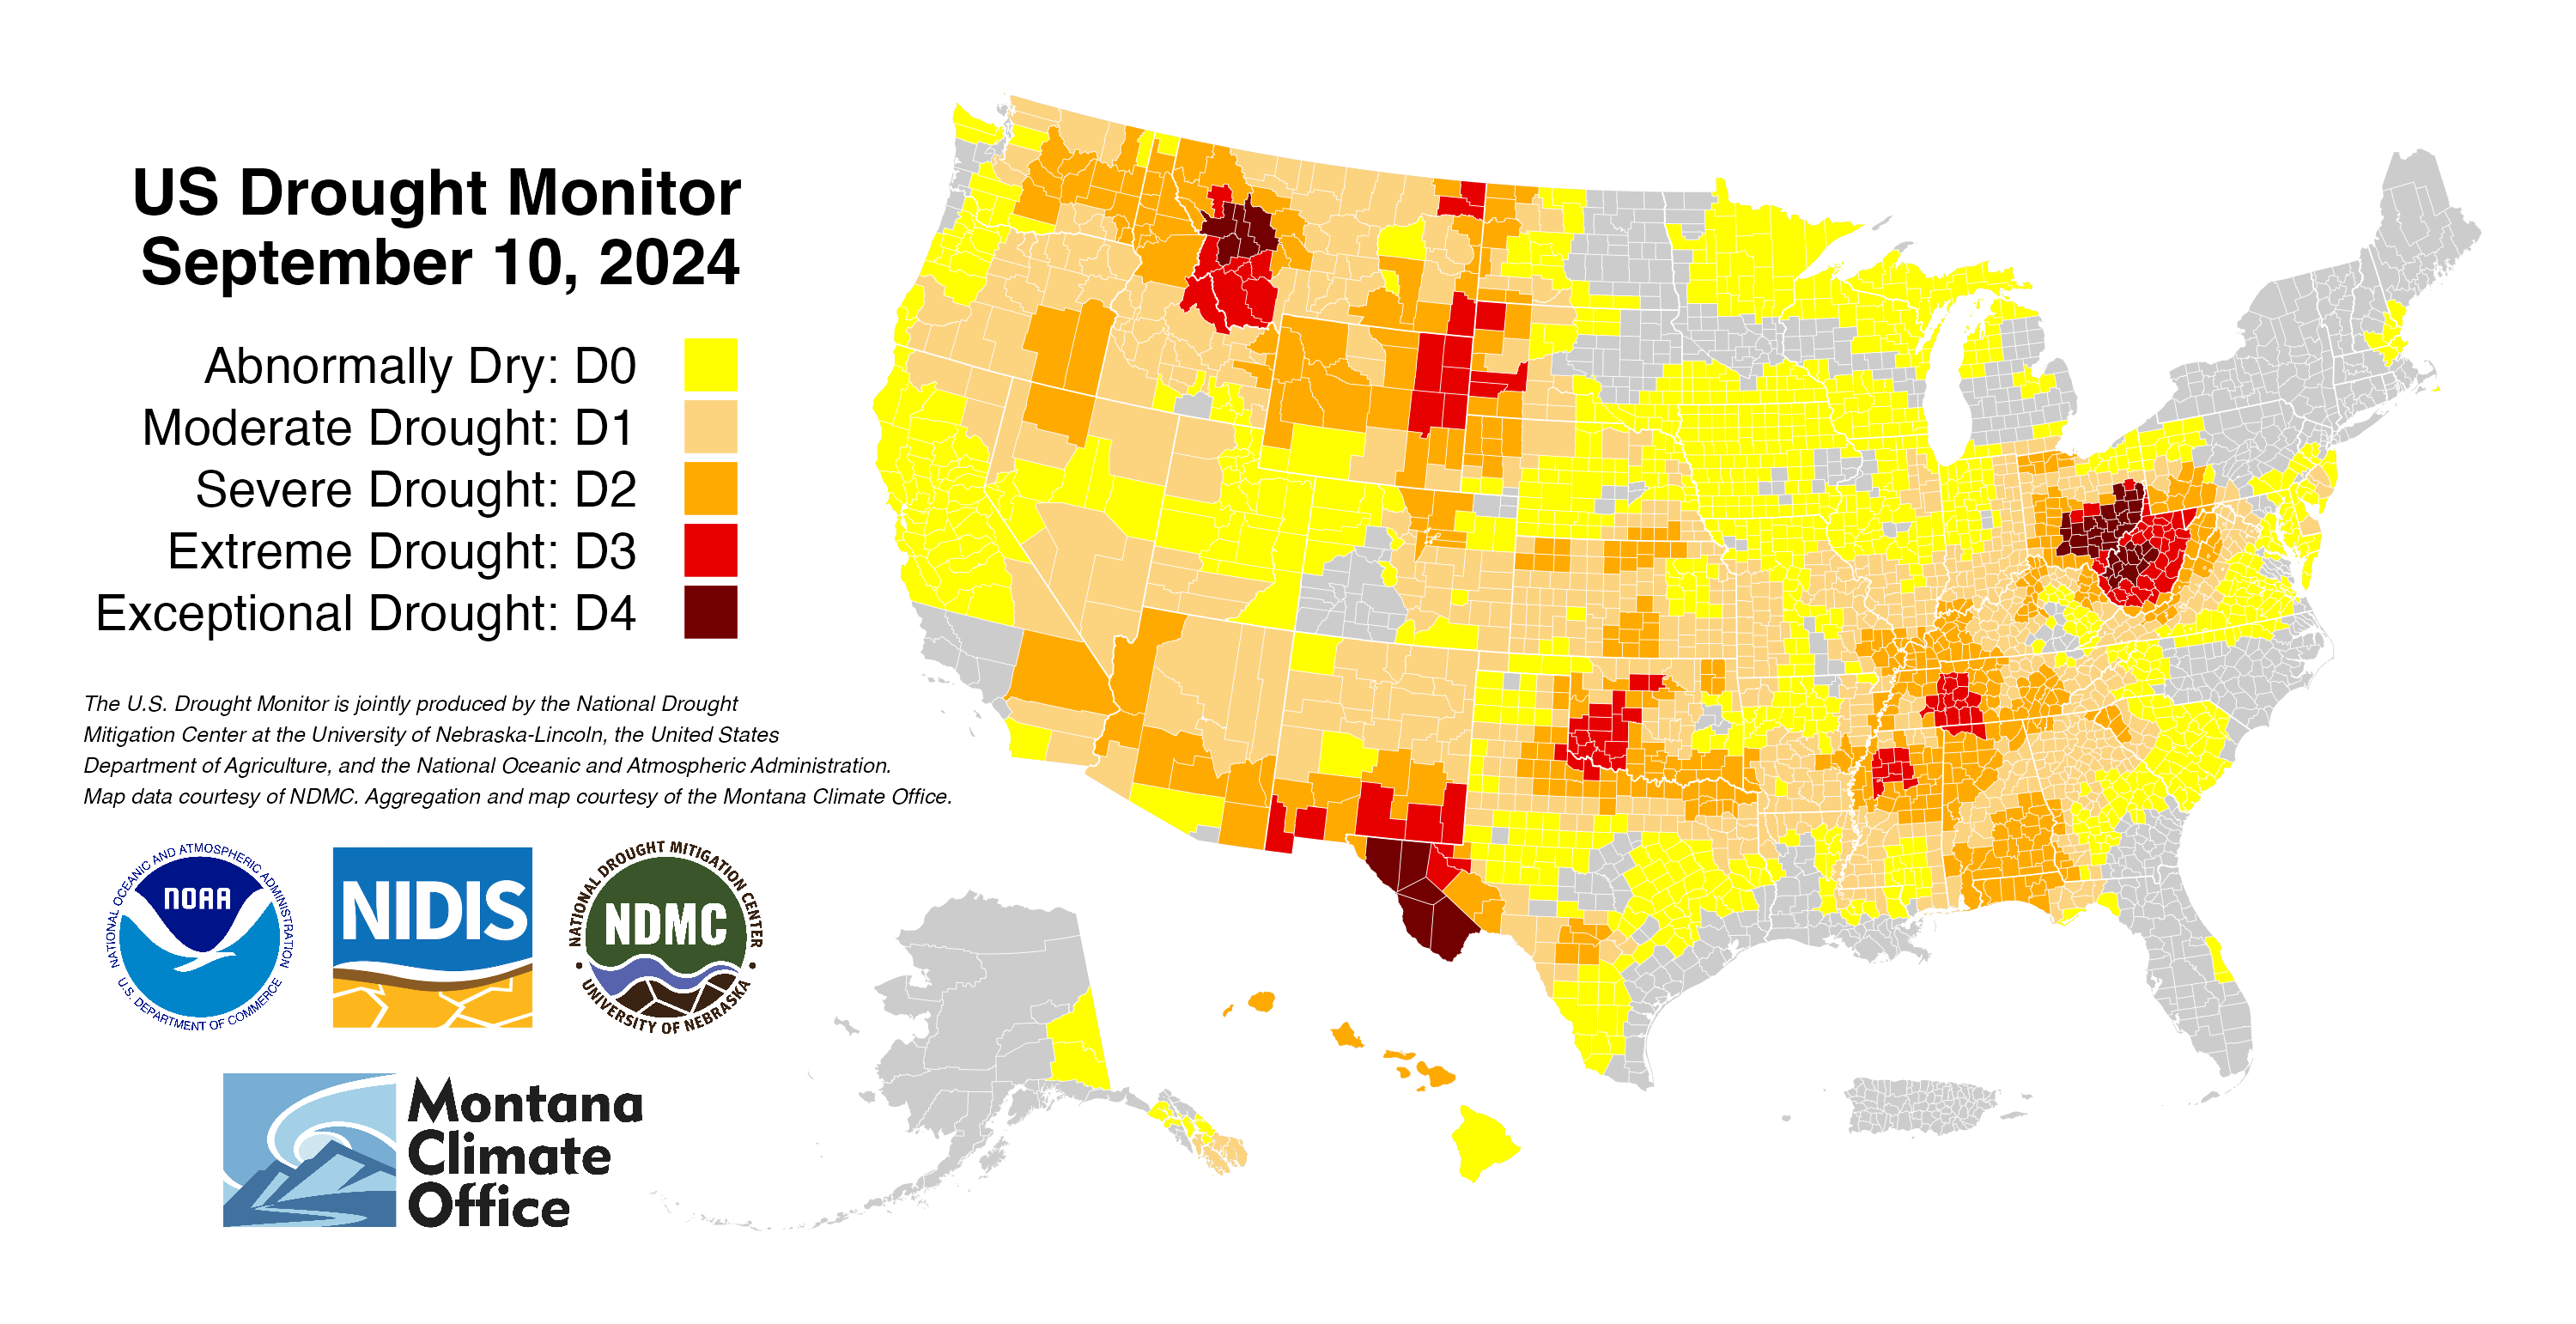 US Drought Monitor
September 10, 2024
Abnormally Dry: D0
Moderate Drought: D1
Severe Drought: D2
Extreme Drought: D3
Exceptional Drought: D4
The U.S. Drought Monitor is jointly produced by the National Drought
Mitigation Center at the University of Nebraska-Lincoln, the United States
Department of Agriculture, and the National Oceanic and Atmospheric Administration.
Map data courtesy of NDMC. Aggregation and map courtesy of the Montana Climate Office.
NATIONAL OCEANIC AND ATMOSPHERIC ADMINISTRATION
NOAA
U.S. DEPARTMENT OF COMMERCE
NIDIS
NATIONAL DROUGHT MITIGATION CENTER
NDMC
UNIVERSITY OF NEBRASKA
Montana
Climate
Office